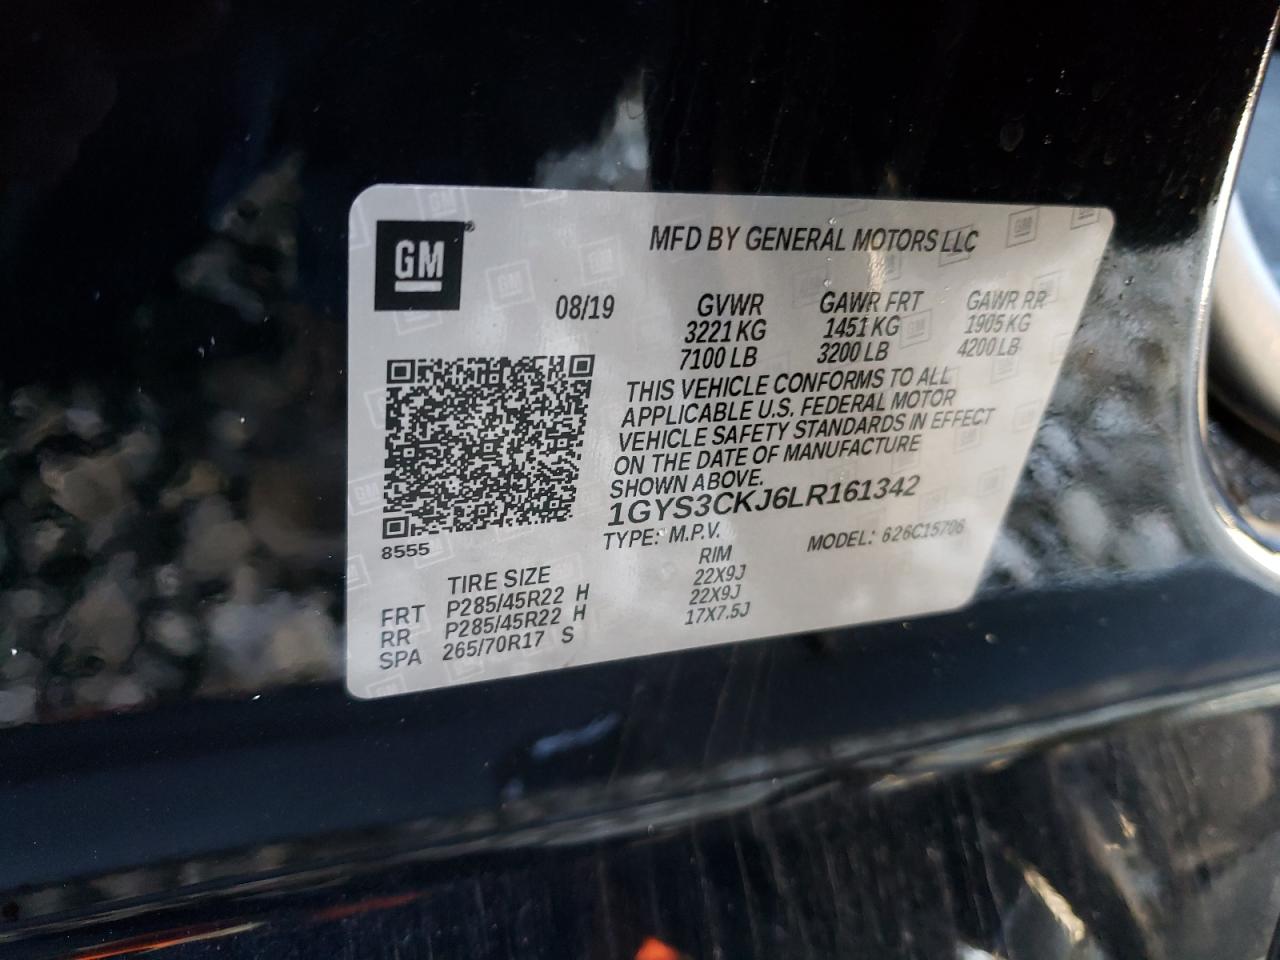 GM
MFD BY GENERAL MOTORS LLC
08/19 GVWR GAWR FRT GAWR RR
3221 KG 1451 KG 1905 KG
7100 LB 3200 LB 4200 LB
THIS VEHICLE CONFORMS TO ALL
APPLICABLE U.S. FEDERAL MOTOR
VEHICLE SAFETY STANDARDS IN EFFECT
ON THE DATE OF MANUFACTURE
SHOWN ABOVE.
1GYS3CKJ6LR161342
TYPE: M.P.V. MODEL: 626C15706
8555
TIRE SIZE RIM
FRT P285/45R22 H 22X9J
RR P285/45R22 H 22X9J
SPA 265/70R17 S 17X7.5J